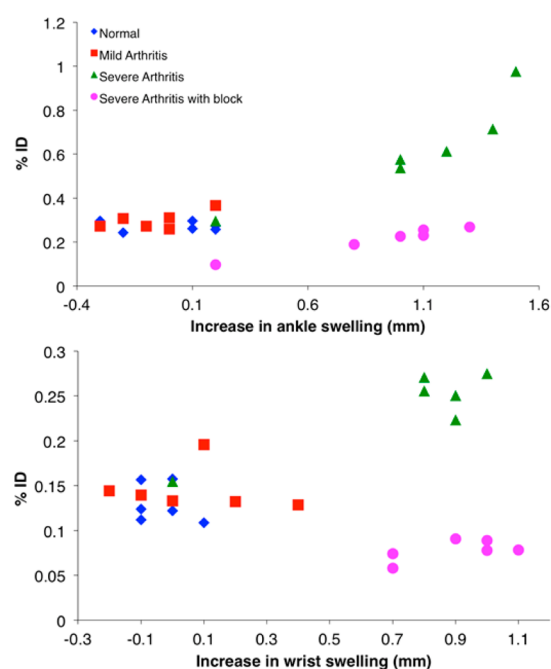 1.2
Normal
Mild Arthritis
1
Severe Arthritis
Severe Arthritis with block
0.8
% ID
0.6
0.4
0.2
0
-0.4 0.1 0.6 1.1 1.6
Increase in ankle swelling (mm)
0.3
0.25
0.2
% ID
0.15
0.1
0.05
0
-0.3 -0.1 0.1 0.3 0.5 0.7 0.9 1.1
Increase in wrist swelling (mm)